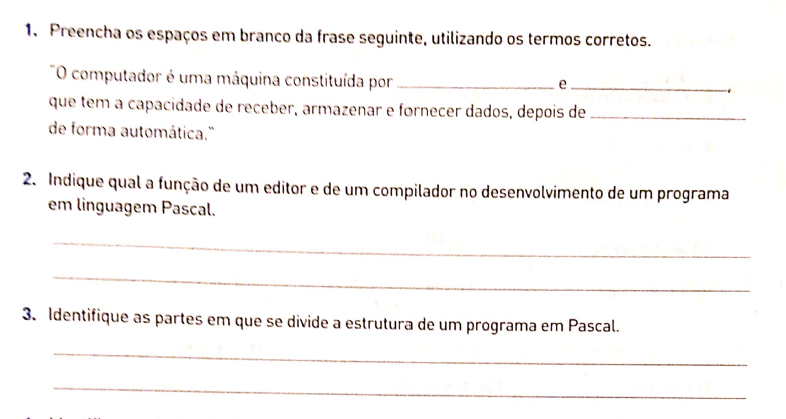 1. Preencha os espaços em branco da frase seguinte, utilizando os termos corretos.
"O computador é uma máquina constituída por ____________ e ____________,
que tem a capacidade de receber, armazenar e fornecer dados, depois de ____________
de forma automática."
2. Indique qual a função de um editor e de um compilador no desenvolvimento de um programa
em linguagem Pascal.
3. Identifique as partes em que se divide a estrutura de um programa em Pascal.